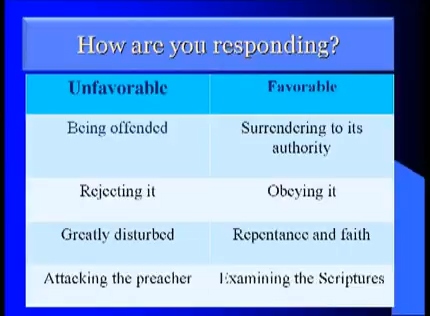 How are you responding?
Unfavorable Favorable
Being offended Surrendering to its
authority
Rejecting it Obeying it
Greatly disturbed Repentance and faith
Attacking the preacher Examining the Scriptures